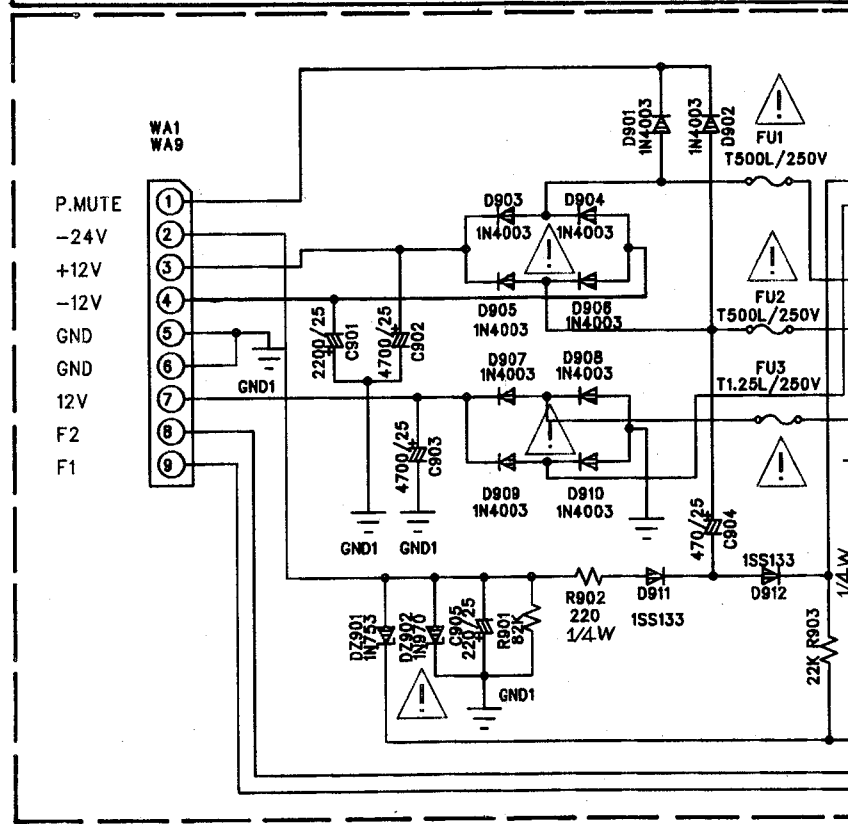 WA1
WA9
P.MUTE
1
-24V
2
+12V
3
-12V
4
GND
5
GND
6
12V
7
F2
8
F1
9
GND1
D901
1N4003
1N4003
D902
FU1
T500L/250V
D903
1N4003
D904
1N4003
!
D905
1N4003
D906
1N4003
!
FU2
T500L/250V
!
2200/25
C901
4700/25
C902
D907
1N4003
D908
1N4003
FU3
T1.25L/250V
!
!
4700/25
C903
D909
1N4003
D910
1N4003
GND1
GND1
470/25
C904
DZ901
1N753
DZ902
1N970
C905
220/25
R901
82K
R902
220
1/4W
D911
1SS133
1SS133
D912
1/4W
22K R903
!
GND1